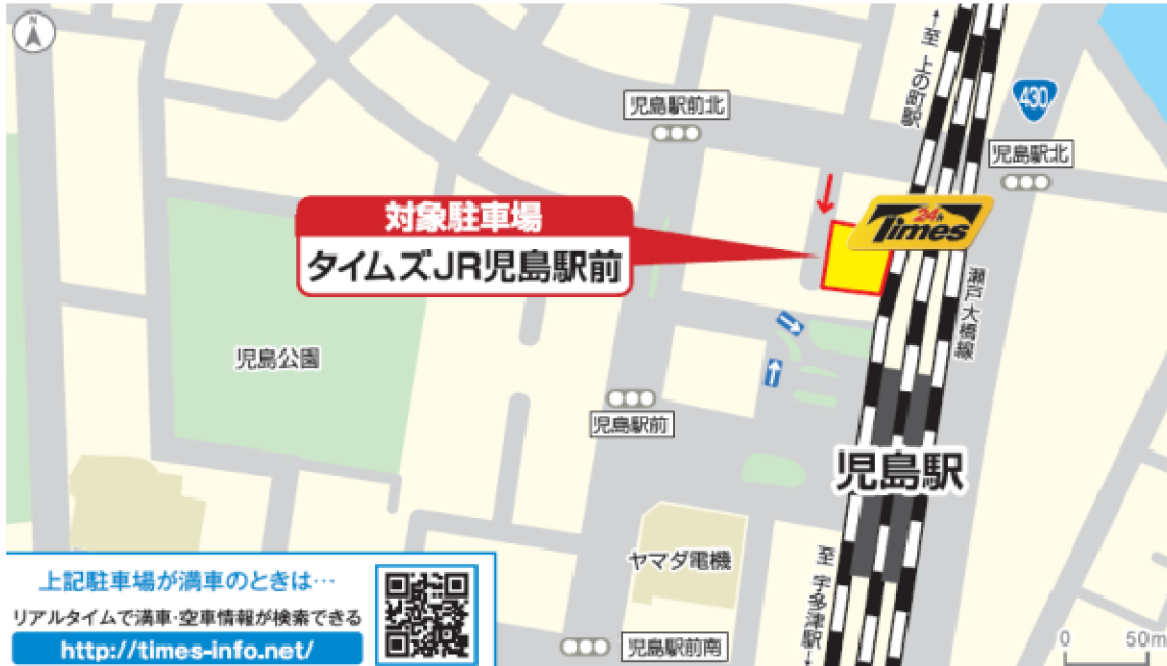 N
←至 上の町駅
430
児島駅前北
児島駅北
対象駐車場
タイムズJR児島駅前
24h
Times
瀬戸大橋線
児島公園
児島駅前
児島駅
ヤマダ電機
至 宇多津駅→
上記駐車場が満車のときは…
リアルタイムで満車・空車情報が検索できる
http://times-info.net/
児島駅前南
0 50m